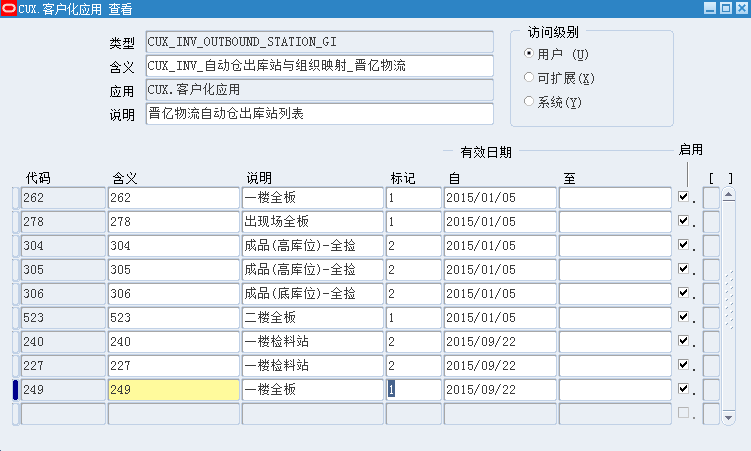 CUX.客户化应用 查看
类型 CUX_INV_OUTBOUND_STATION_GI
含义 CUX_INV_自动仓出库站与组织映射_晋亿物流
应用 CUX.客户化应用
说明 晋亿物流自动仓出库站列表
访问级别
用户 (U)
可扩展(X)
系统(Y)
有效日期 启用
代码 含义 说明 标记 自 至 [ ]
262 262 一楼全板 1 2015/01/05
278 278 出现场全板 1 2015/01/05
304 304 成品(高库位)-全检 2 2015/01/05
305 305 成品(高库位)-全检 2 2015/01/05
306 306 成品(底库位)-全检 2 2015/01/05
523 523 二楼全板 1 2015/01/05
240 240 一楼检料站 2 2015/09/22
227 227 一楼检料站 2 2015/09/22
249 249 一楼全板 1 2015/09/22